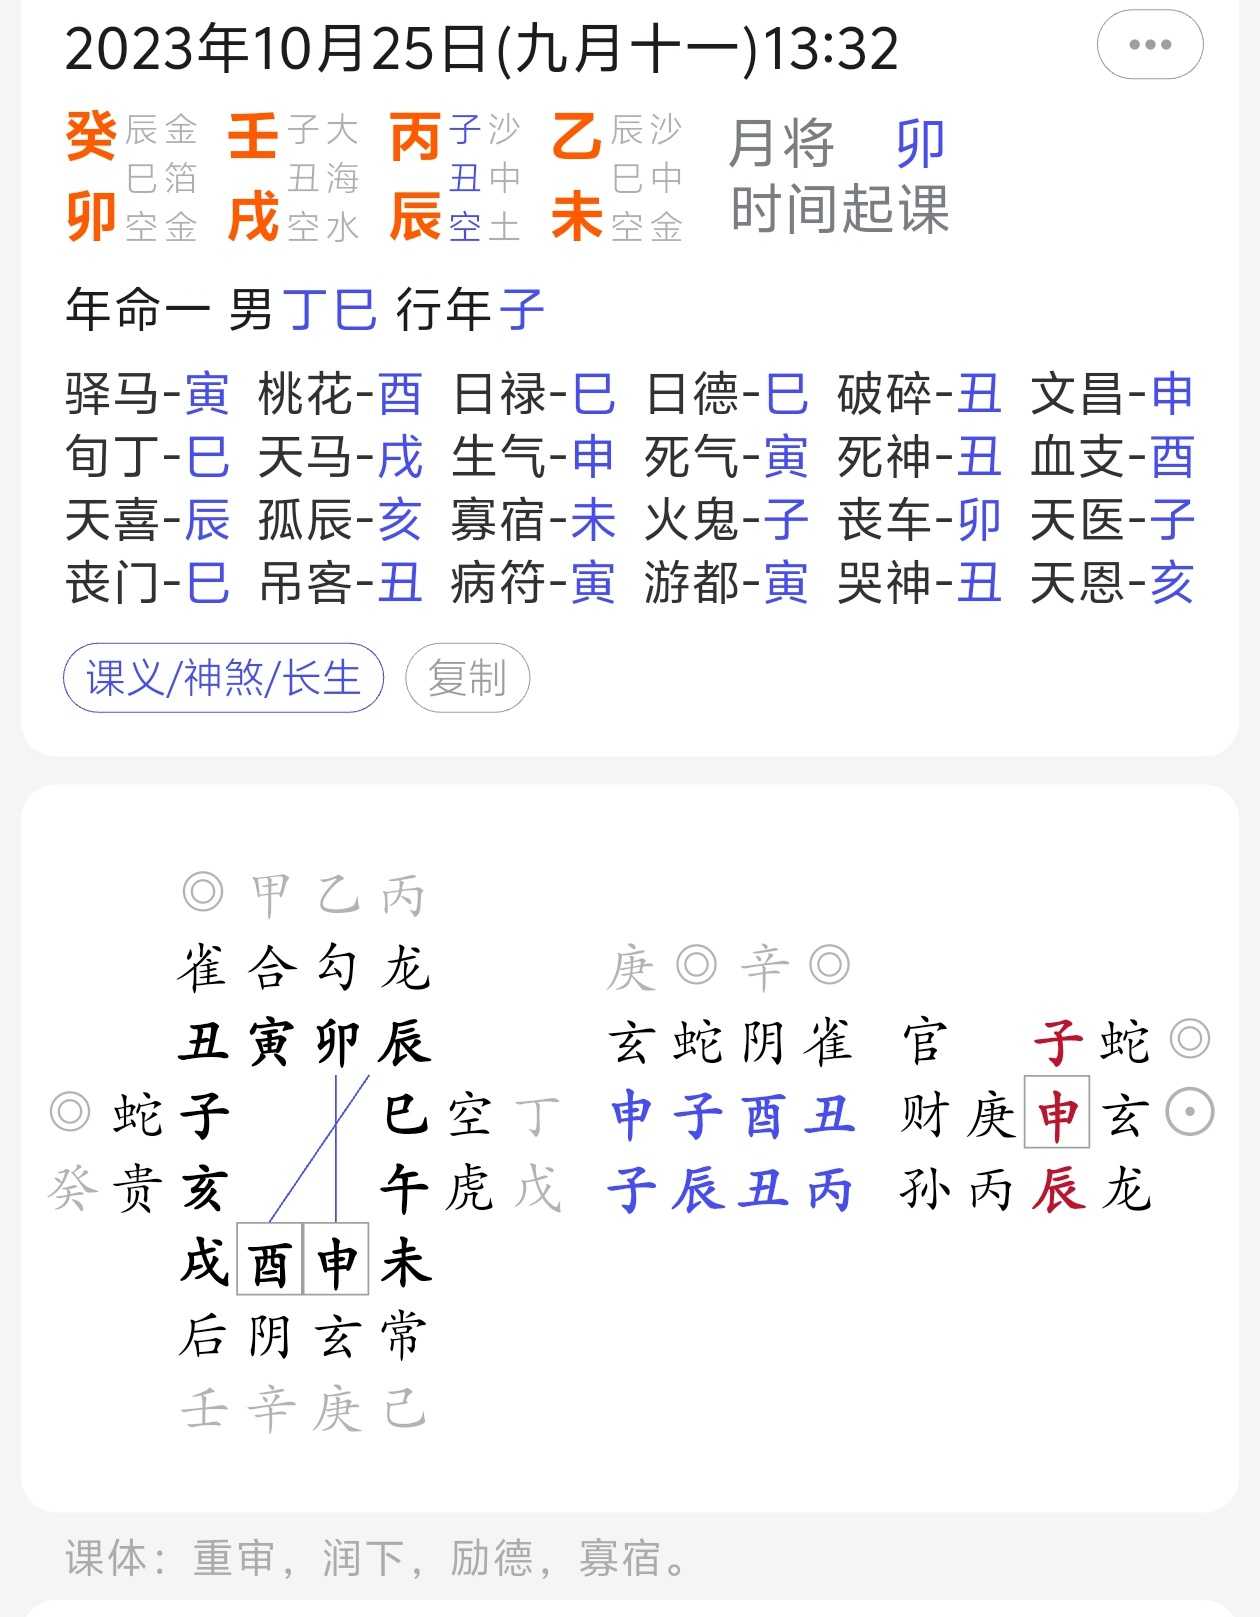 2023年10月25日(九月十一)13:32
癸 辰金 壬 子大 丙 子沙 乙 辰沙 月将 卯
巳箔 丑海 丑中 巳中
卯 空金 戌 空水 辰 空土 未 空金 时间起课
年命一 男丁巳 行年子
驿马-寅 桃花-酉 日禄-巳 日德-巳 破碎-丑 文昌-申
旬丁-巳 天马-戌 生气-申 死气-寅 死神-丑 血支-酉
天喜-辰 孤辰-亥 寡宿-未 火鬼-子 丧车-卯 天医-子
丧门-巳 吊客-丑 病符-寅 游都-寅 哭神-丑 天恩-亥
课义/神煞/长生 复制
◎ 甲 乙 丙
雀 合 勾 龙 庚 ◎ 辛 ◎
丑 寅 卯 辰 玄 蛇 阴 雀 官 子 蛇 ◎
◎ 蛇 子 巳 空 丁 申 子 酉 丑 财 庚 申 玄 ⊙
癸 贵 亥 午 虎 戊 子 辰 丑 丙 孙 丙 辰 龙
戌 酉 申 未
后 阴 玄 常
壬 辛 庚 己
课体：重审，润下，励德，寡宿。